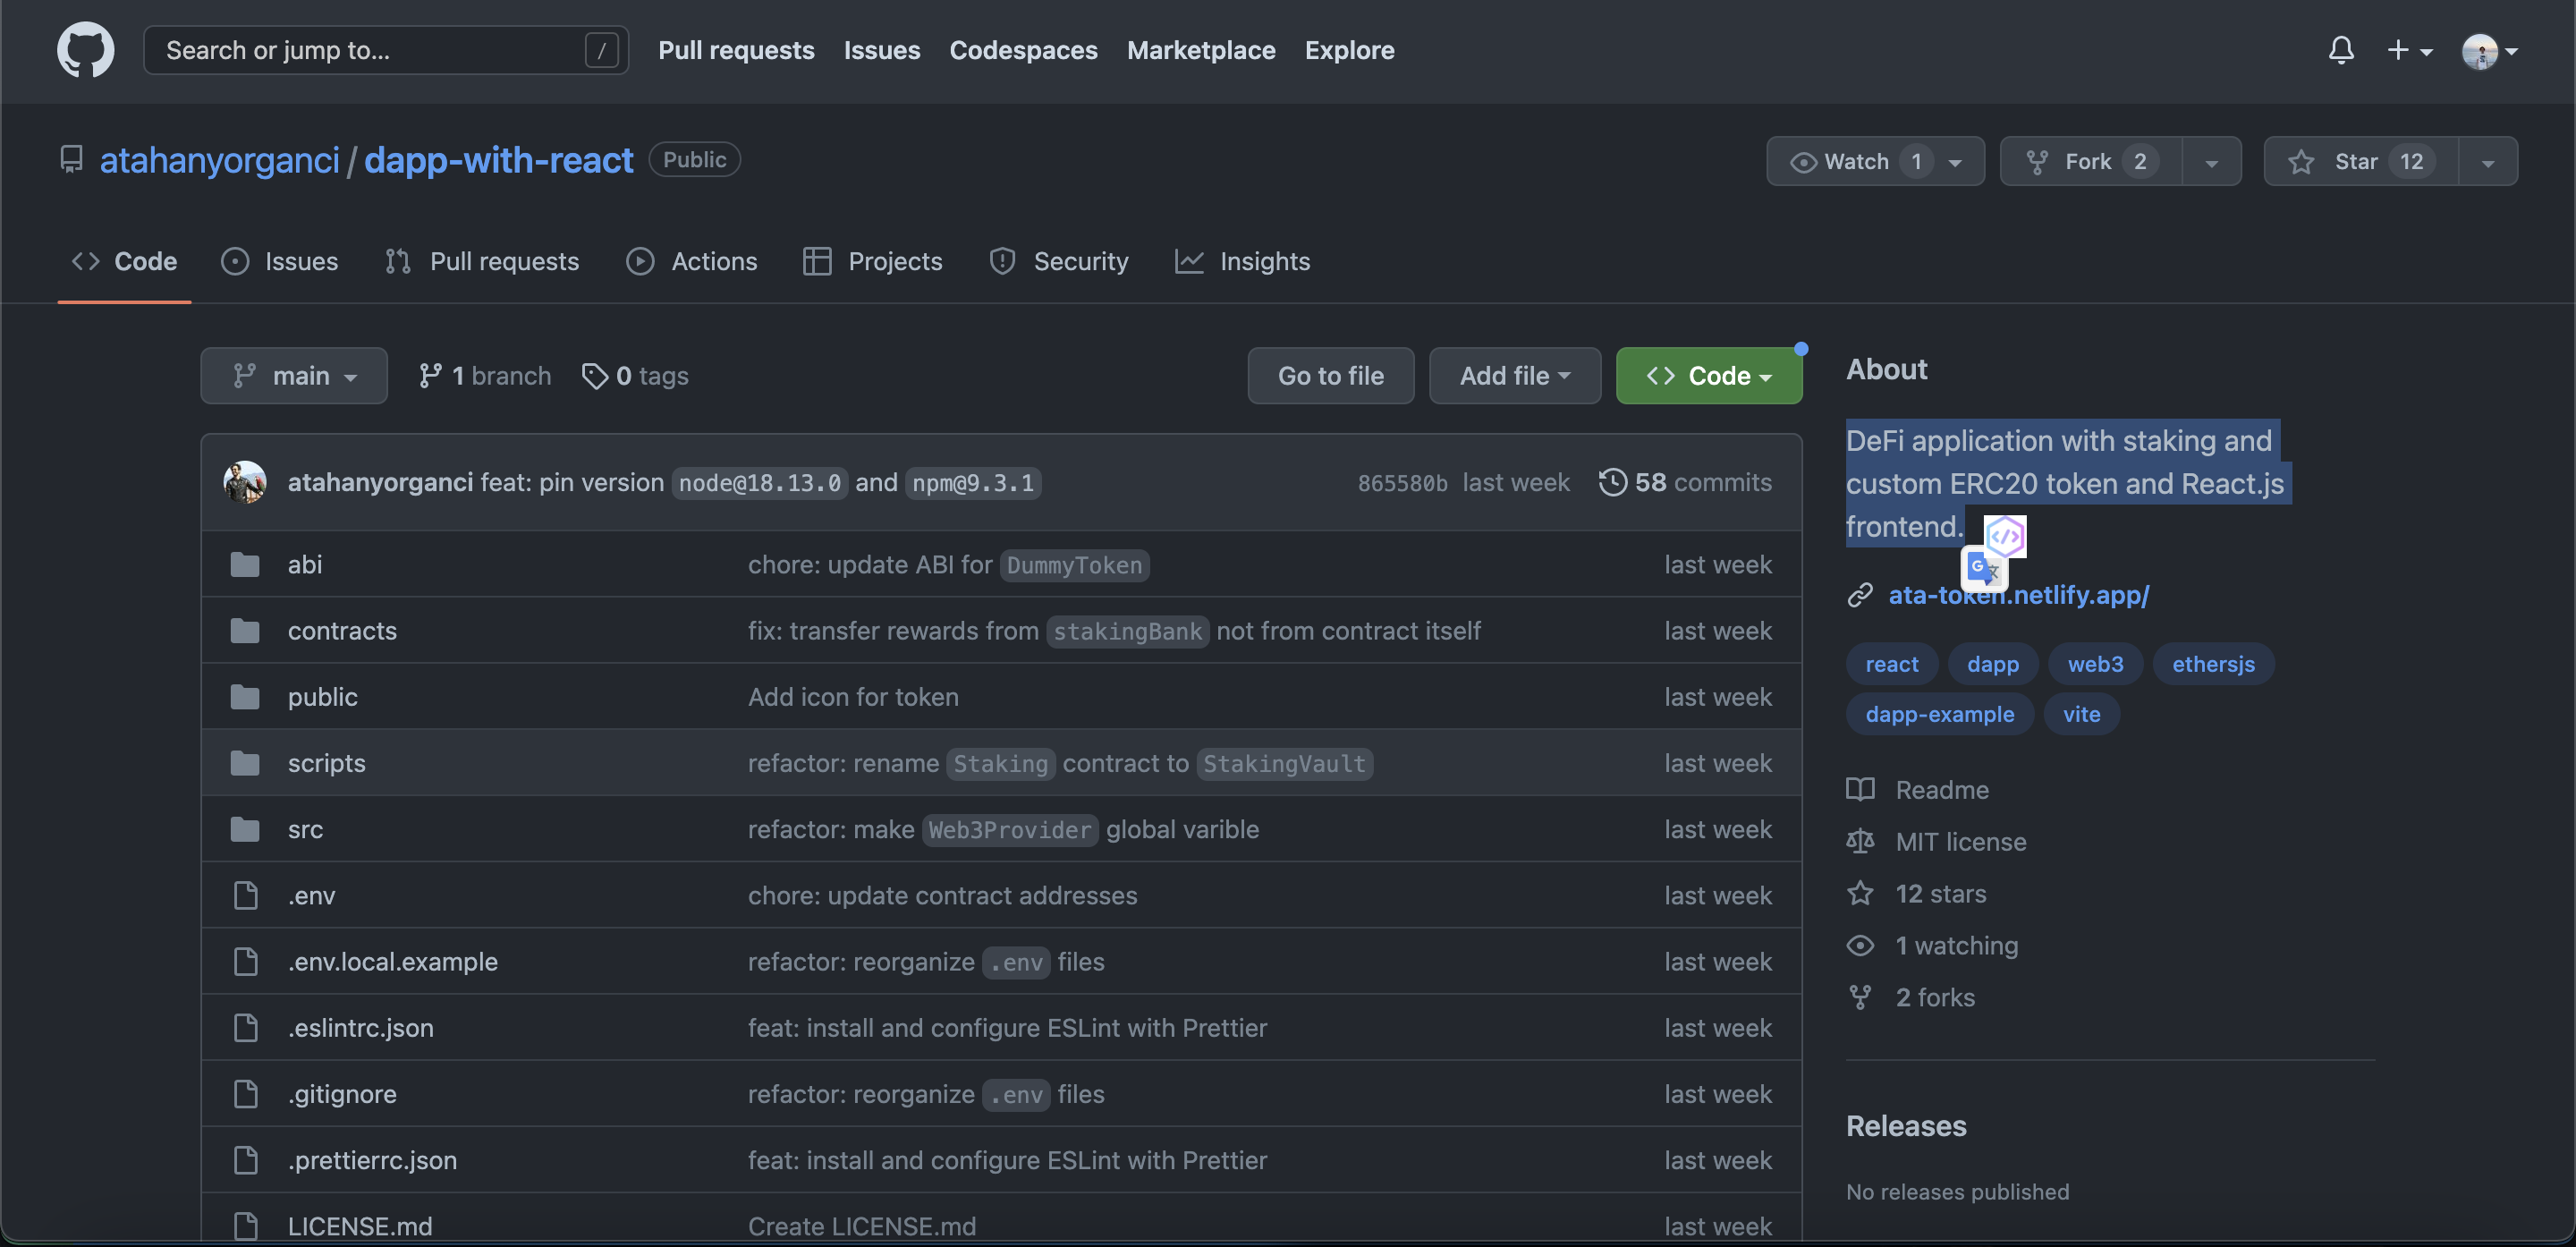 Search or jump to... /
Pull requests Issues Codespaces Marketplace Explore
atahanyorganci / dapp-with-react Public
Watch 1 Fork 2 Star 12
Code Issues Pull requests Actions Projects Security Insights
main 1 branch 0 tags Go to file Add file Code
atahanyorganci feat: pin version node@18.13.0 and npm@9.3.1 865580b last week 58 commits
abi chore: update ABI for DummyToken last week
contracts fix: transfer rewards from stakingBank not from contract itself last week
public Add icon for token last week
scripts refactor: rename Staking contract to StakingVault last week
src refactor: make Web3Provider global varible last week
.env chore: update contract addresses last week
.env.local.example refactor: reorganize .env files last week
.eslintrc.json feat: install and configure ESLint with Prettier last week
.gitignore refactor: reorganize .env files last week
.prettierrc.json feat: install and configure ESLint with Prettier last week
LICENSE.md Create LICENSE.md last week
About
DeFi application with staking and
custom ERC20 token and React.js
frontend.
ata-token.netlify.app/
react dapp web3 ethersjs
dapp-example vite
Readme
MIT license
12 stars
1 watching
2 forks
Releases
No releases published